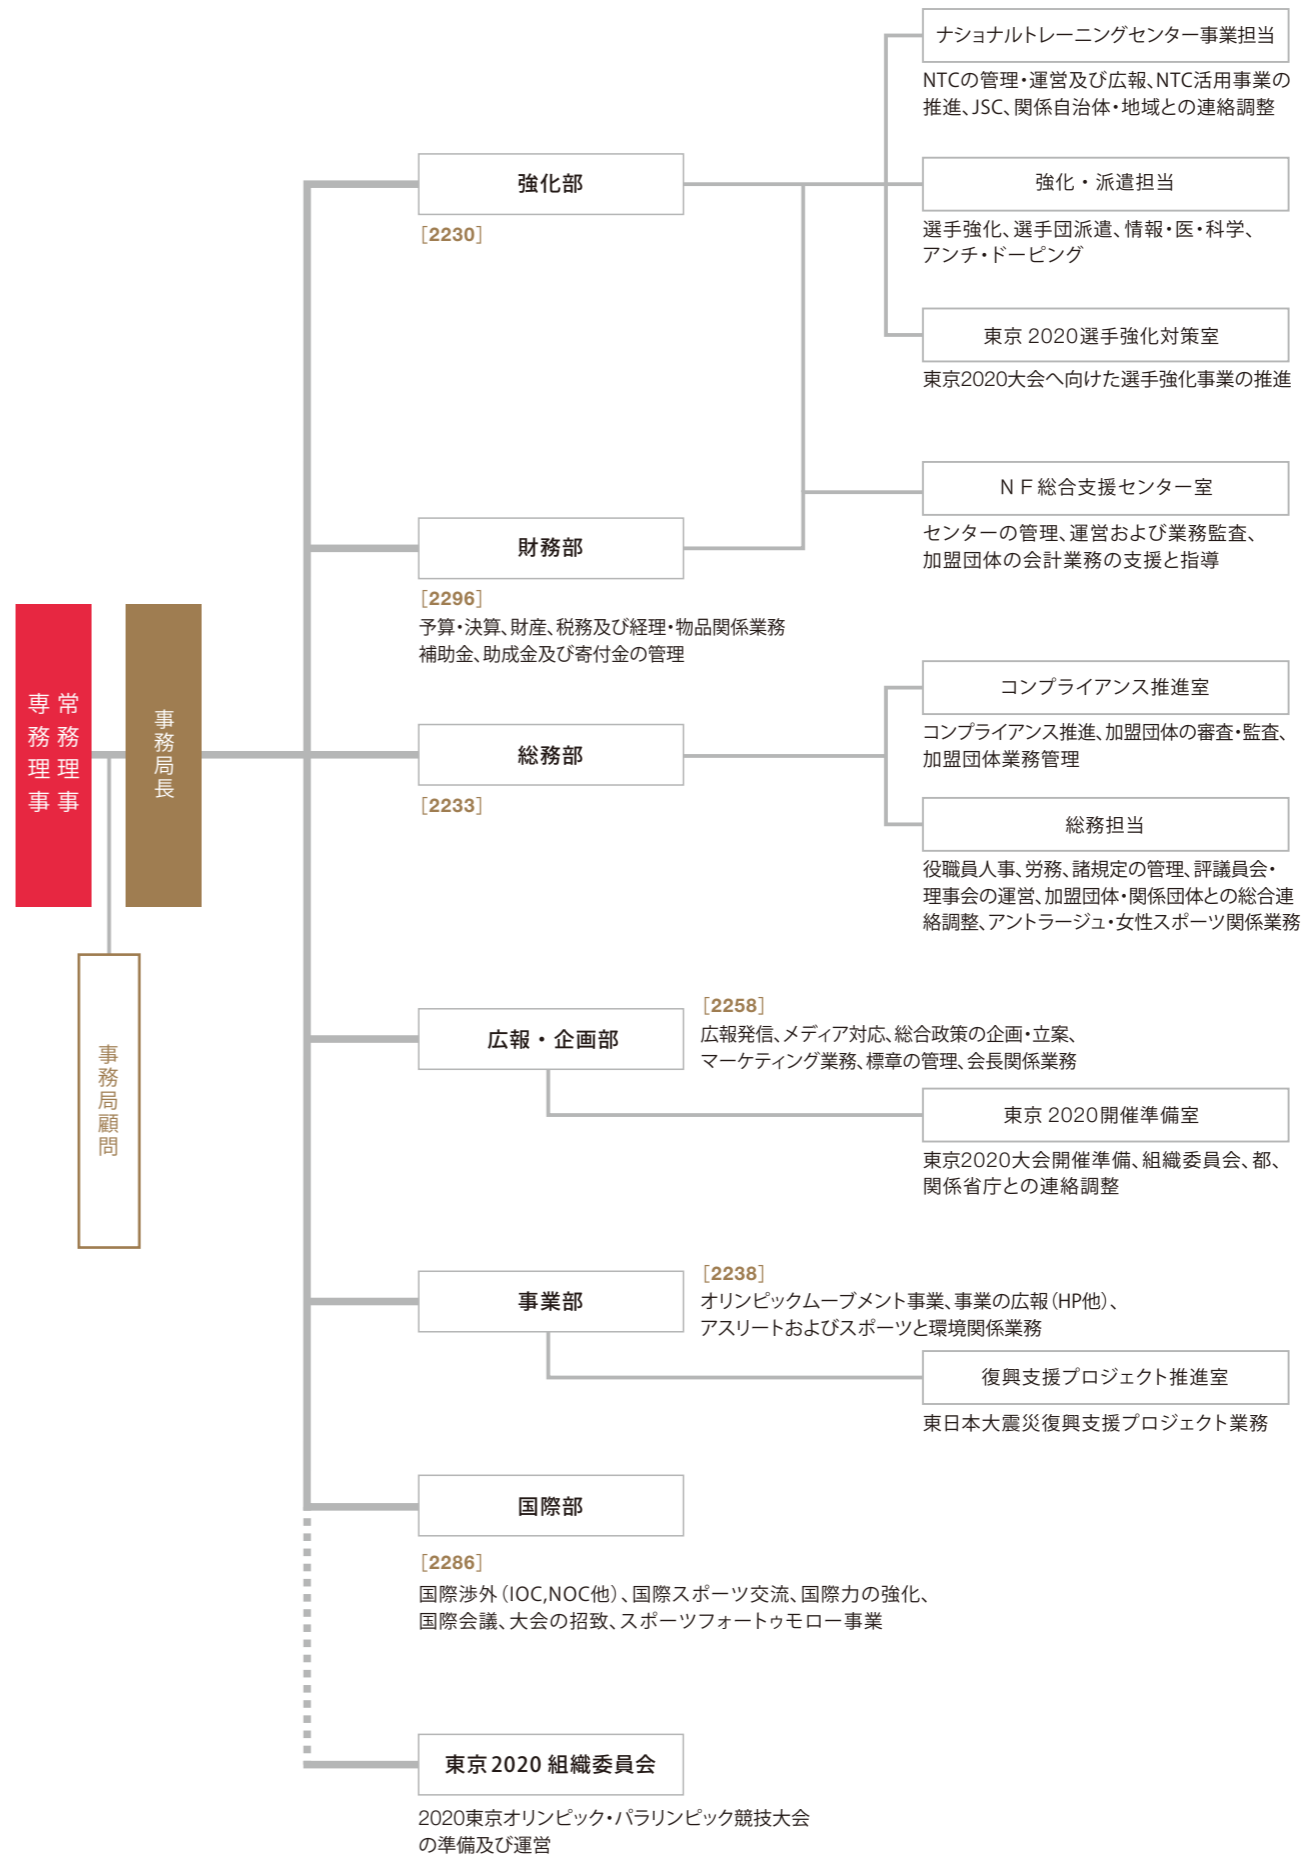 専務理事
常務理事
事務局長
事務局顧問
強化部
[2230]
ナショナルトレーニングセンター事業担当
NTCの管理・運営及び広報、NTC活用事業の
推進、JSC、関係自治体・地域との連絡調整
強化・派遣担当
選手強化、選手団派遣、情報・医・科学、
アンチ・ドーピング
東京 2020選手強化対策室
東京2020大会へ向けた選手強化事業の推進
ＮＦ総合支援センター室
センターの管理、運営および業務監査、
加盟団体の会計業務の支援と指導
財務部
[2296]
予算・決算、財産、税務及び経理・物品関係業務
補助金、助成金及び寄付金の管理
総務部
[2233]
コンプライアンス推進室
コンプライアンス推進、加盟団体の審査・監査、
加盟団体業務管理
総務担当
役職員人事、労務、諸規定の管理、評議員会・
理事会の運営、加盟団体・関係団体との総合連
絡調整、アントラージュ・女性スポーツ関係業務
広報・企画部
[2258]
広報発信、メディア対応、総合政策の企画・立案、
マーケティング業務、標章の管理、会長関係業務
東京 2020開催準備室
東京2020大会開催準備、組織委員会、都、
関係省庁との連絡調整
事業部
[2238]
オリンピックムーブメント事業、事業の広報（HP他）、
アスリートおよびスポーツと環境関係業務
復興支援プロジェクト推進室
東日本大震災復興支援プロジェクト業務
国際部
[2286]
国際渉外（IOC,NOC他）、国際スポーツ交流、国際力の強化、
国際会議、大会の招致、スポーツフォートゥモロー事業
東京2020 組織委員会
2020東京オリンピック・パラリンピック競技大会
の準備及び運営